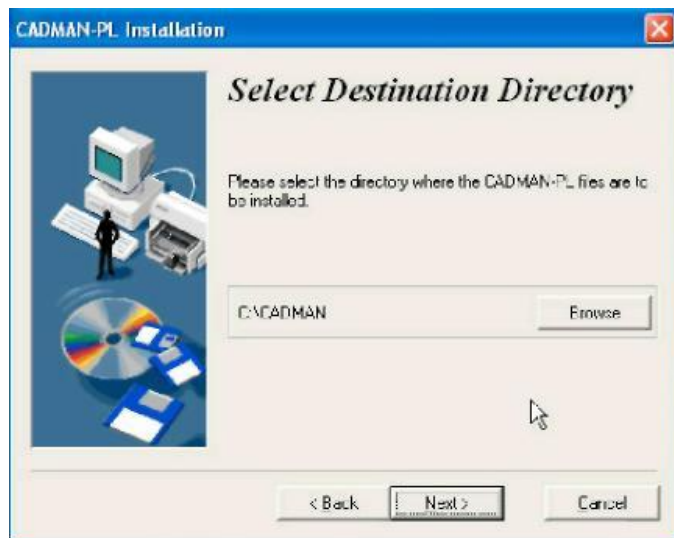 CADMAN-PL Installation
Select Destination Directory
Please select the directory where the CADMAN-PL files are to
be installed.
C:\CADMAN
Browse
< Back
Next >
Cancel